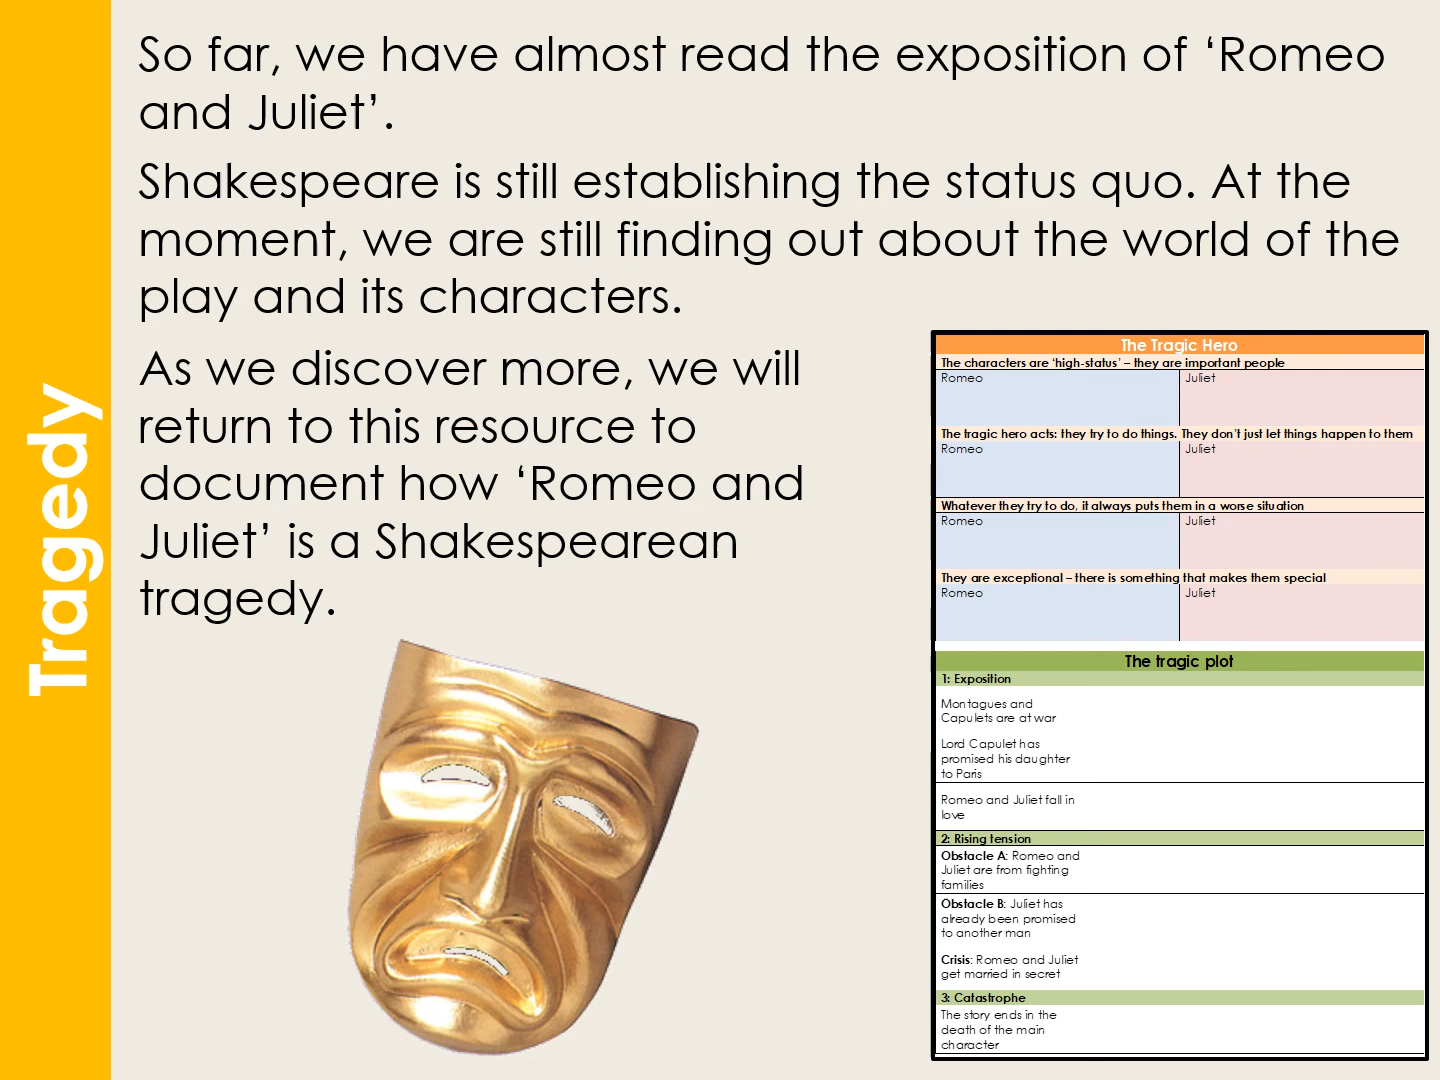 Tragedy
So far, we have almost read the exposition of ‘Romeo
and Juliet’.
Shakespeare is still establishing the status quo. At the
moment, we are still finding out about the world of the
play and its characters.
As we discover more, we will
return to this resource to
document how ‘Romeo and
Juliet’ is a Shakespearean
tragedy.
The Tragic Hero
The characters are ‘high-status’ – they are important people
Romeo
Juliet
The tragic hero acts: they try to do things. They don’t just let things happen to them
Romeo
Juliet
Whatever they try to do, it always puts them in a worse situation
Romeo
Juliet
They are exceptional – there is something that makes them special
Romeo
Juliet
The tragic plot
1: Exposition
Montagues and
Capulets are at war
Lord Capulet has
promised his daughter
to Paris
Romeo and Juliet fall in
love
2: Rising tension
Obstacle A: Romeo and
Juliet are from fighting
families
Obstacle B: Juliet has
already been promised
to another man
Crisis: Romeo and Juliet
get married in secret
3: Catastrophe
The story ends in the
death of the main
character